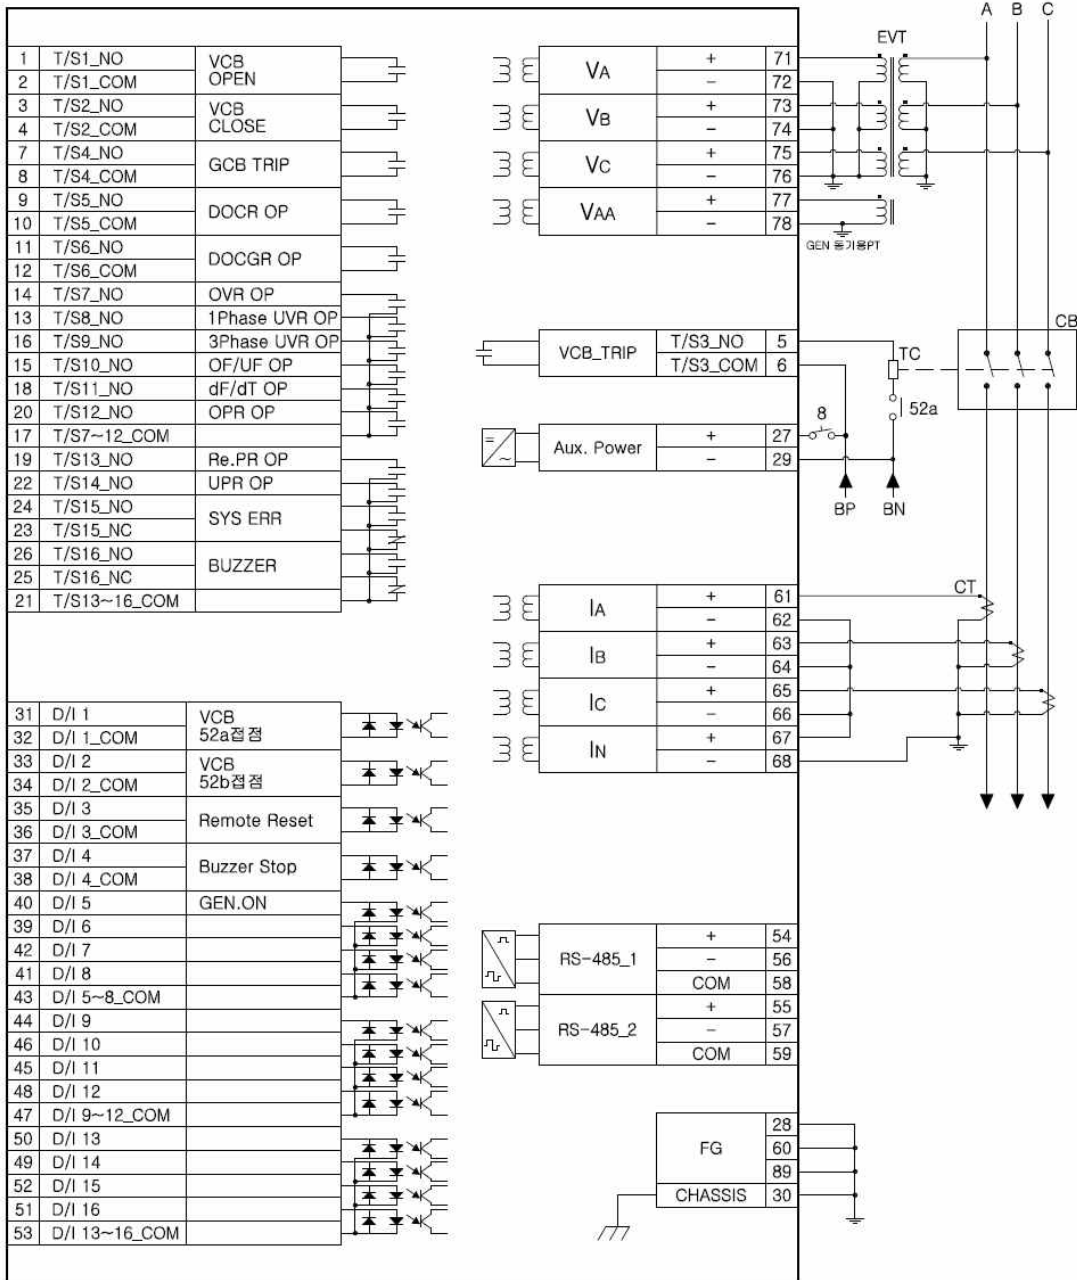 A B C
EVT
1 T/S1_NO VCB OPEN
2 T/S1_COM
3 T/S2_NO VCB CLOSE
4 T/S2_COM
7 T/S4_NO GCB TRIP
8 T/S4_COM
9 T/S5_NO DOCR OP
10 T/S5_COM
11 T/S6_NO DOCGR OP
12 T/S6_COM
14 T/S7_NO OVR OP
13 T/S8_NO 1Phase UVR OP
16 T/S9_NO 3Phase UVR OP
15 T/S10_NO OF/UF OP
18 T/S11_NO dF/dT OP
20 T/S12_NO OPR OP
17 T/S7~12_COM
19 T/S13_NO Re.PR OP
22 T/S14_NO UPR OP
24 T/S15_NO SYS ERR
23 T/S15_NC
26 T/S16_NO BUZZER
25 T/S16_NC
21 T/S13~16_COM
31 D/I 1 VCB 52a접점
32 D/I 1_COM
33 D/I 2 VCB 52b접점
34 D/I 2_COM
35 D/I 3 Remote Reset
36 D/I 3_COM
37 D/I 4 Buzzer Stop
38 D/I 4_COM
40 D/I 5 GEN.ON
39 D/I 6
42 D/I 7
41 D/I 8
43 D/I 5~8_COM
44 D/I 9
46 D/I 10
45 D/I 11
48 D/I 12
47 D/I 9~12_COM
50 D/I 13
49 D/I 14
52 D/I 15
51 D/I 16
53 D/I 13~16_COM
VA + 71
− 72
VB + 73
− 74
VC + 75
− 76
VAA + 77
− 78
GEN 동기용PT
VCB_TRIP T/S3_NO 5
T/S3_COM 6
TC
CB
52a
8
Aux. Power + 27
− 29
BP BN
IA + 61
− 62
IB + 63
− 64
IC + 65
− 66
IN + 67
− 68
CT
RS-485_1 + 54
− 56
COM 58
RS-485_2 + 55
− 57
COM 59
FG 28
60
89
CHASSIS 30